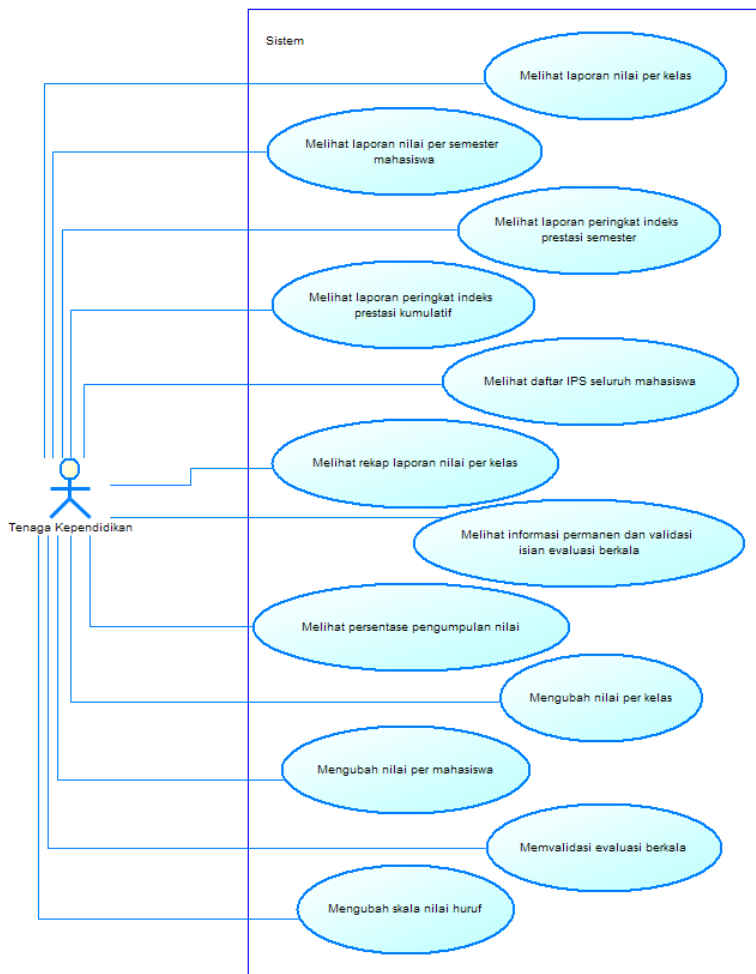 Sistem
Melihat laporan nilai per kelas
Melihat laporan nilai per semester
mahasiswa
Melihat laporan peringkat indeks
prestasi semester
Melihat laporan peringkat indeks
prestasi kumulatif
Melihat daftar IPS seluruh mahasiswa
Melihat rekap laporan nilai per kelas
Tenaga Kependidikan
Melihat informasi permanen dan validasi
isian evaluasi berkala
Melihat persentase pengumpulan nilai
Mengubah nilai per kelas
Mengubah nilai per mahasiswa
Memvalidasi evaluasi berkala
Mengubah skala nilai huruf